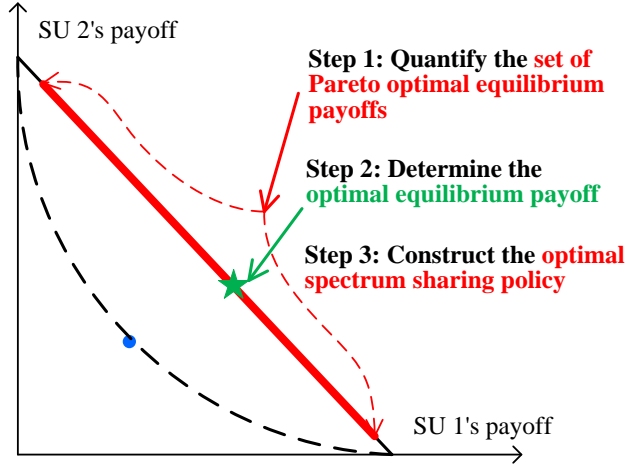 SU 2's payoff
Step 1: Quantify the set of
Pareto optimal equilibrium
payoffs
Step 2: Determine the
optimal equilibrium payoff
Step 3: Construct the optimal
spectrum sharing policy
SU 1's payoff